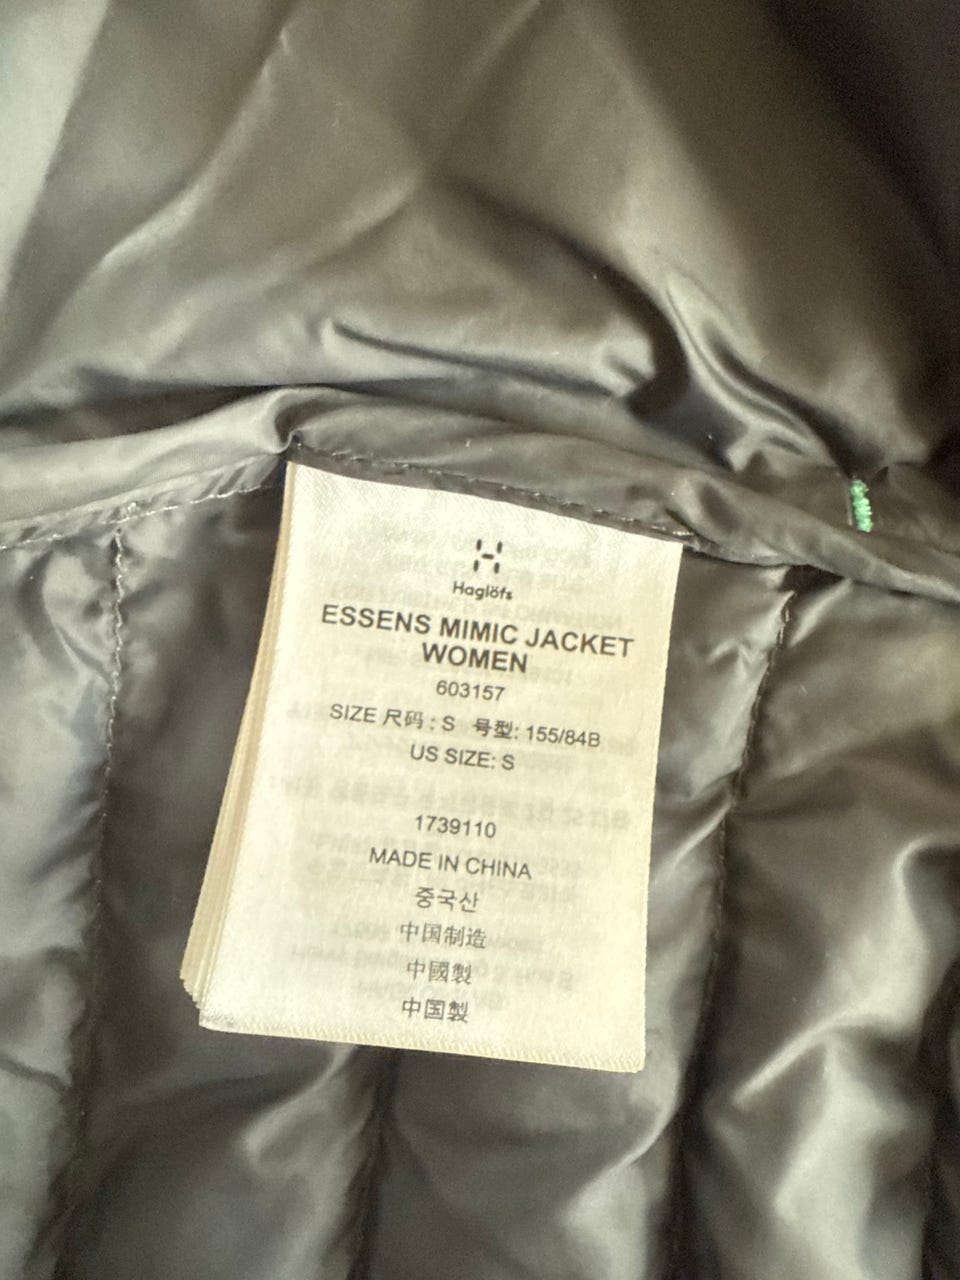 Haglöfs
ESSENS MIMIC JACKET
WOMEN
603157
SIZE 尺码 : S 号型: 155/84B
US SIZE: S
1739110
MADE IN CHINA
중국산
中国制造
中國製
中国製